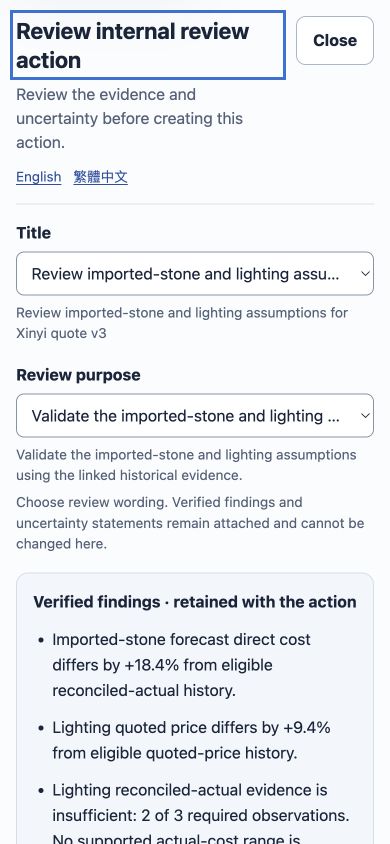 Review internal review
action
Close
Review the evidence and
uncertainty before creating this
action.
English 繁體中文
Title
Review imported-stone and lighting assu...
Review imported-stone and lighting assumptions for
Xinyi quote v3
Review purpose
Validate the imported-stone and lighting ...
Validate the imported-stone and lighting assumptions
using the linked historical evidence.
Choose review wording. Verified findings and
uncertainty statements remain attached and cannot be
changed here.
Verified findings · retained with the action
• Imported-stone forecast direct cost
differs by +18.4% from eligible
reconciled-actual history.
• Lighting quoted price differs by +9.4%
from eligible quoted-price history.
• Lighting reconciled-actual evidence is
insufficient: 2 of 3 required observations.
No supported actual-cost range is